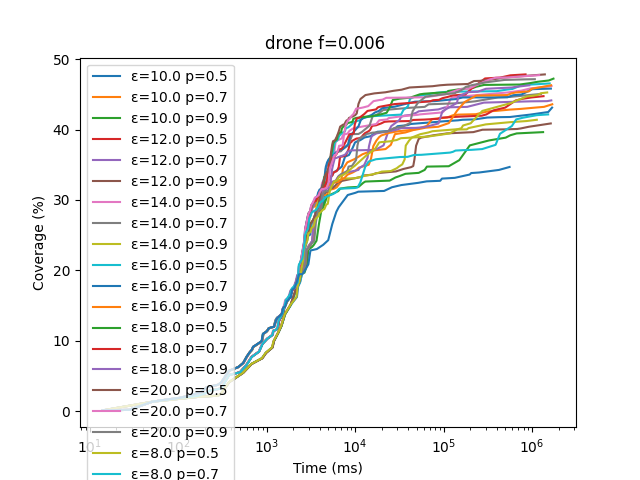 drone f=0.006
50
40
30
20
10
0
Coverage (%)
ε=10.0 p=0.5
ε=10.0 p=0.7
ε=10.0 p=0.9
ε=12.0 p=0.5
ε=12.0 p=0.7
ε=12.0 p=0.9
ε=14.0 p=0.5
ε=14.0 p=0.7
ε=14.0 p=0.9
ε=16.0 p=0.5
ε=16.0 p=0.7
ε=16.0 p=0.9
ε=18.0 p=0.5
ε=18.0 p=0.7
ε=18.0 p=0.9
ε=20.0 p=0.5
ε=20.0 p=0.7
ε=20.0 p=0.9
ε=8.0 p=0.5
ε=8.0 p=0.7
10¹ 10² 10³ 10⁴ 10⁵ 10⁶
Time (ms)